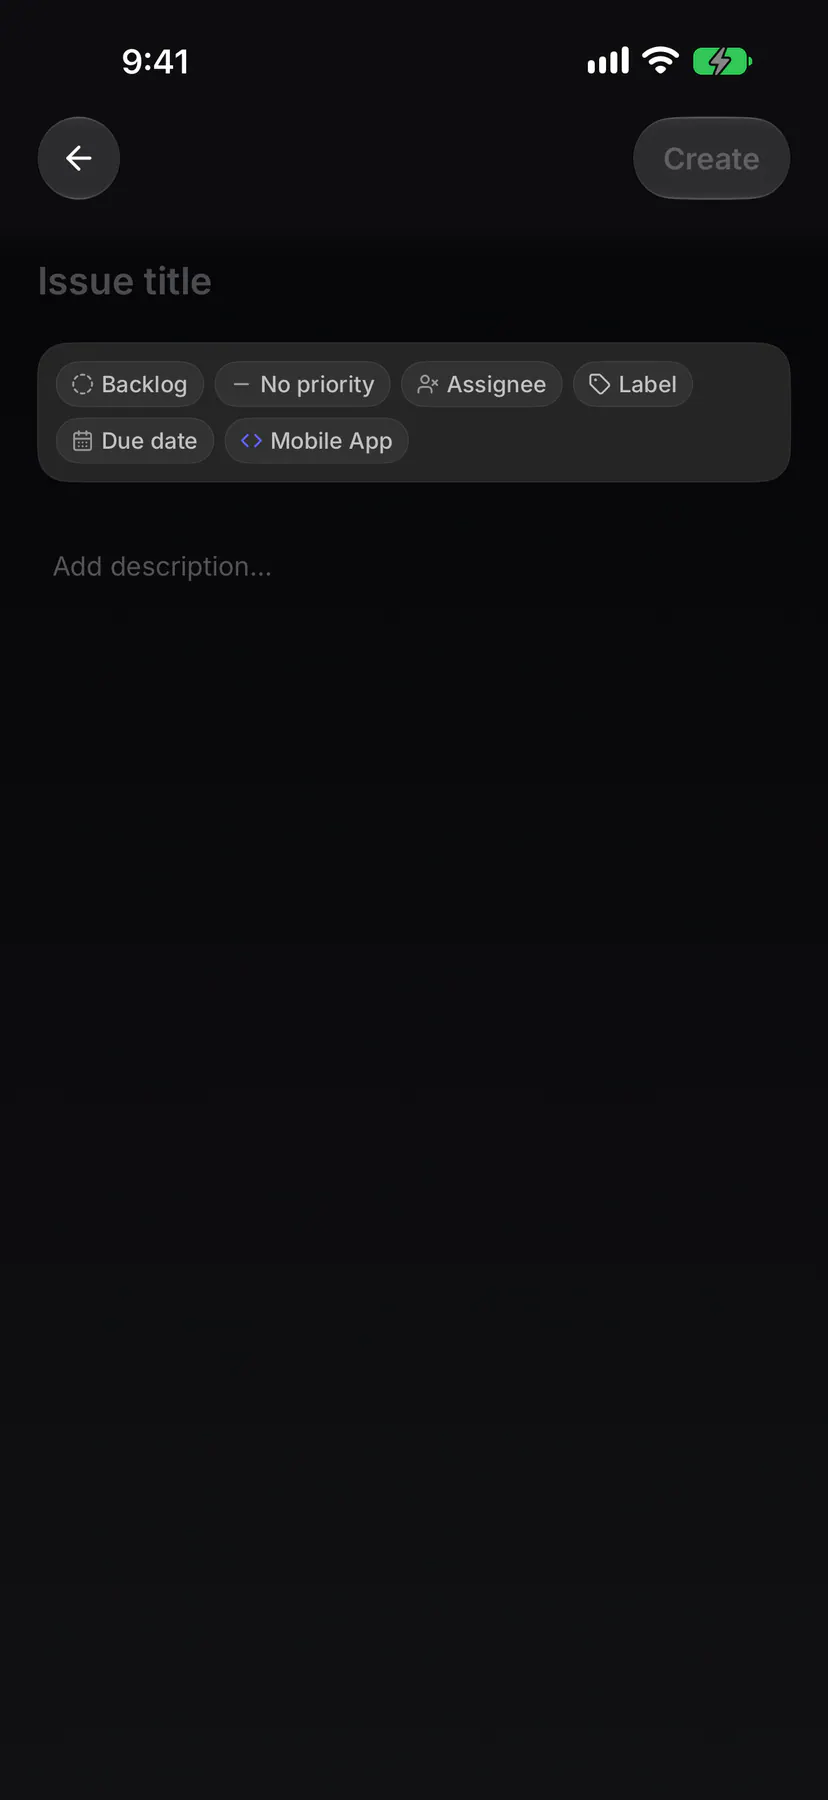 9:41
Create
Issue title
Backlog No priority Assignee Label
Due date Mobile App
Add description...